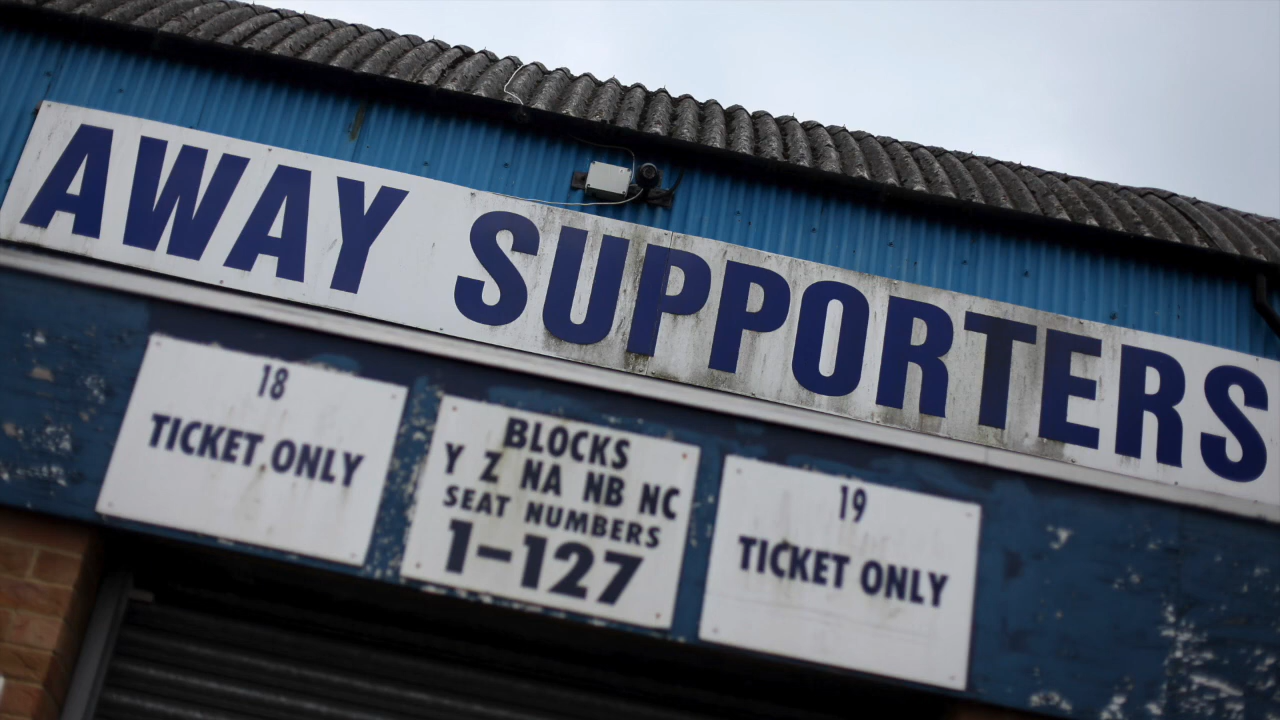 AWAY SUPPORTERS
18
TICKET ONLY
BLOCKS
Y Z NA NB NC
SEAT NUMBERS
1-127
19
TICKET ONLY